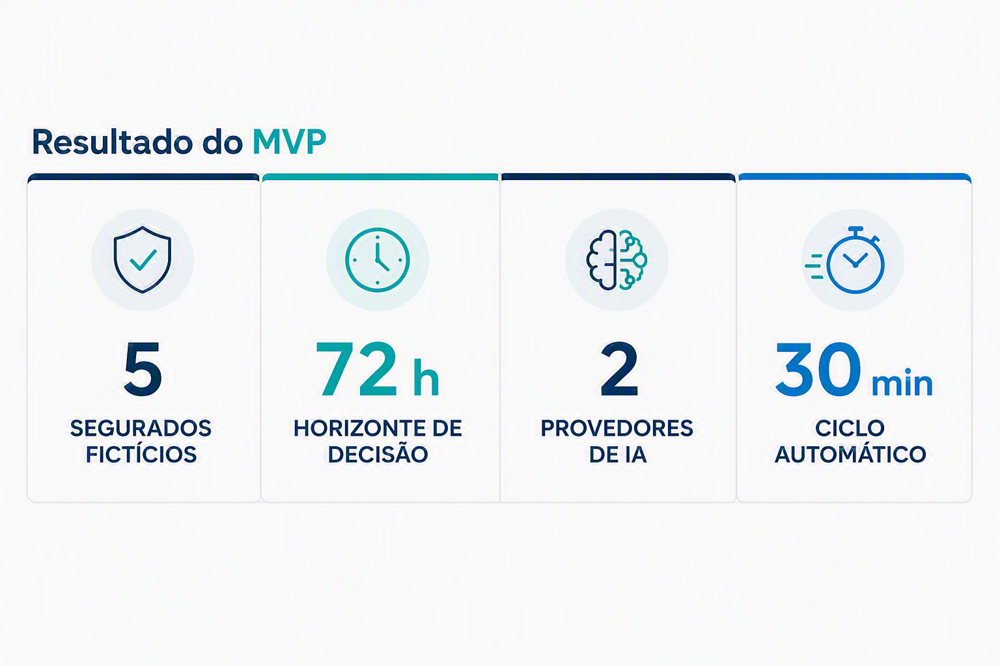 Resultado do MVP
5
SEGURADOS
FICTÍCIOS
72 h
HORIZONTE DE
DECISÃO
2
PROVEDORES
DE IA
30 min
CICLO
AUTOMÁTICO